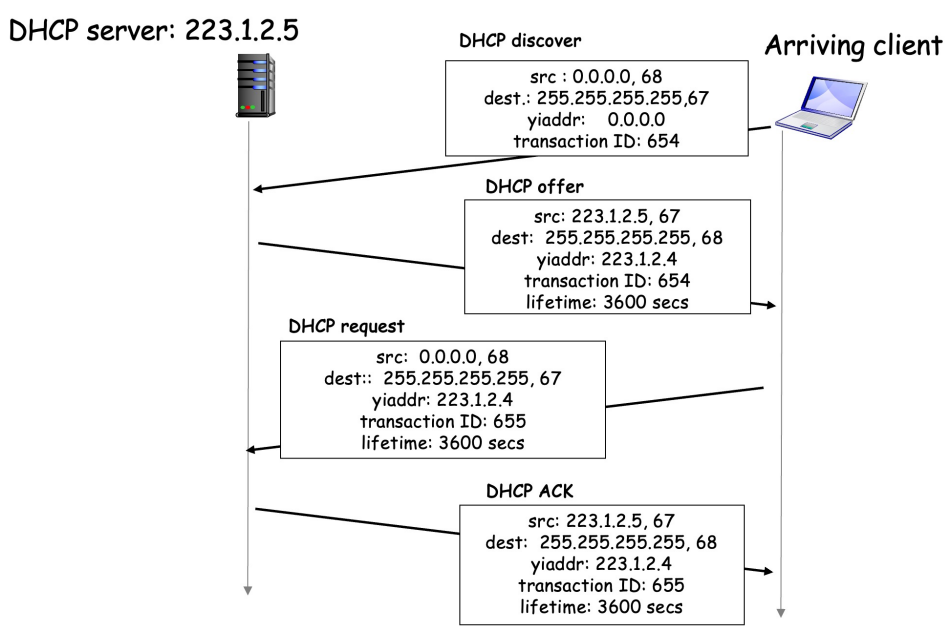 DHCP server: 223.1.2.5
Arriving client
DHCP discover
src : 0.0.0.0, 68
dest.: 255.255.255.255,67
yiaddr: 0.0.0.0
transaction ID: 654
DHCP offer
src: 223.1.2.5, 67
dest: 255.255.255.255, 68
yiaddr: 223.1.2.4
transaction ID: 654
lifetime: 3600 secs
DHCP request
src: 0.0.0.0, 68
dest:: 255.255.255.255, 67
yiaddr: 223.1.2.4
transaction ID: 655
lifetime: 3600 secs
DHCP ACK
src: 223.1.2.5, 67
dest: 255.255.255.255, 68
yiaddr: 223.1.2.4
transaction ID: 655
lifetime: 3600 secs